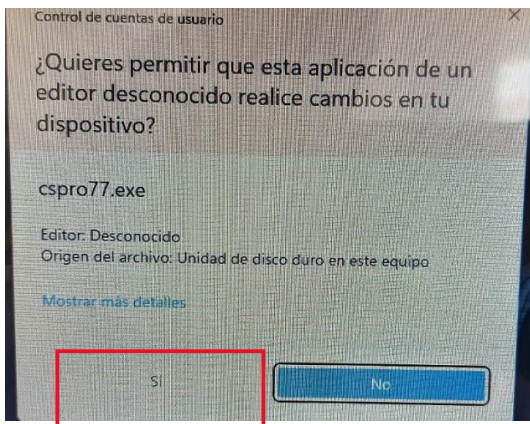 Control de cuentas de usuario
¿Quieres permitir que esta aplicación de un
editor desconocido realice cambios en tu
dispositivo?
cspro77.exe
Editor: Desconocido
Origen del archivo: Unidad de disco duro en este equipo
Mostrar más detalles
Sí
No